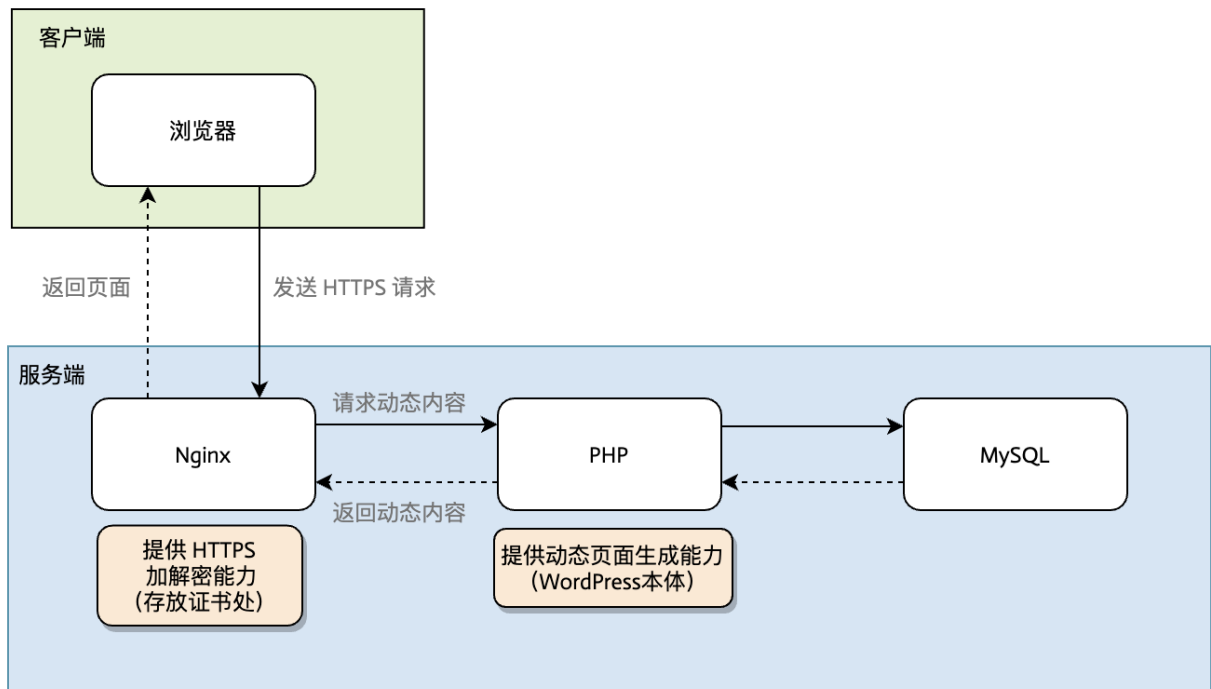 客户端
浏览器
返回页面
发送 HTTPS 请求
服务端
请求动态内容
Nginx
PHP
MySQL
返回动态内容
提供 HTTPS
加解密能力
（存放证书处）
提供动态页面生成能力
（WordPress本体）